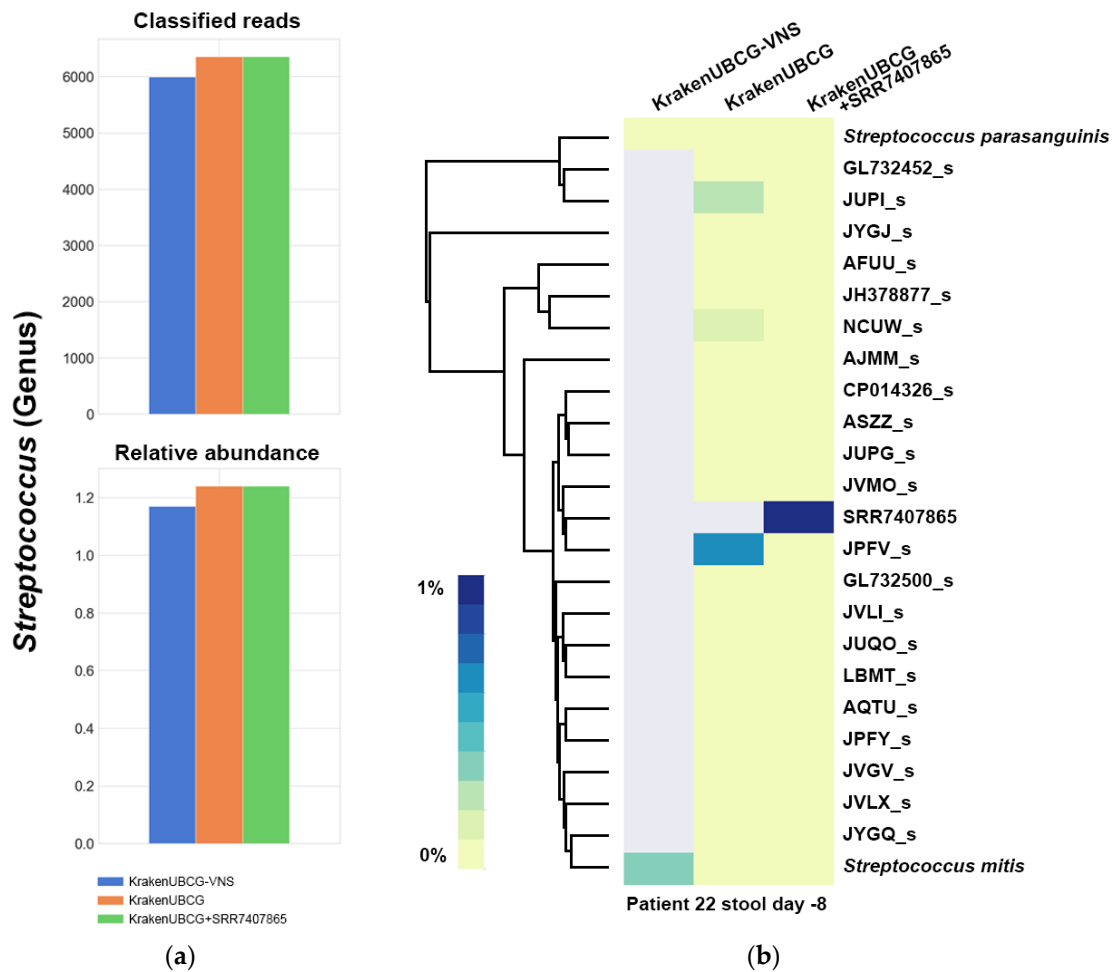 Classified reads
6000
5000
4000
3000
2000
1000
0
Streptococcus (Genus)
Relative abundance
1.2
1.0
0.8
0.6
0.4
0.2
0.0
KrakenUBCG-VNS
KrakenUBCG
KrakenUBCG+SRR7407865
(a)
KrakenUBCG-VNS
KrakenUBCG
KrakenUBCG
+SRR7407865
Streptococcus parasanguinis
GL732452_s
JUPI_s
JYGJ_s
AFUU_s
JH378877_s
NCUW_s
AJMM_s
CP014326_s
ASZZ_s
JUPG_s
JVMO_s
SRR7407865
JPFV_s
GL732500_s
JVLI_s
JUQO_s
LBMT_s
AQTU_s
JPFY_s
JVGV_s
JVLX_s
JYGQ_s
Streptococcus mitis
1%
0%
Patient 22 stool day -8
(b)